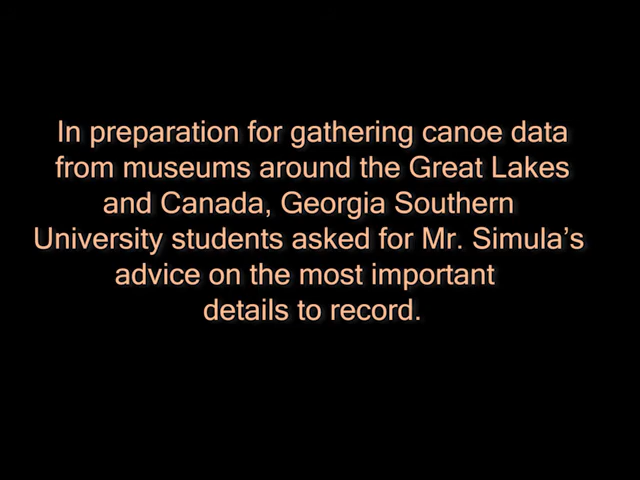 In preparation for gathering canoe data
from museums around the Great Lakes
and Canada, Georgia Southern
University students asked for Mr. Simula’s
advice on the most important
details to record.